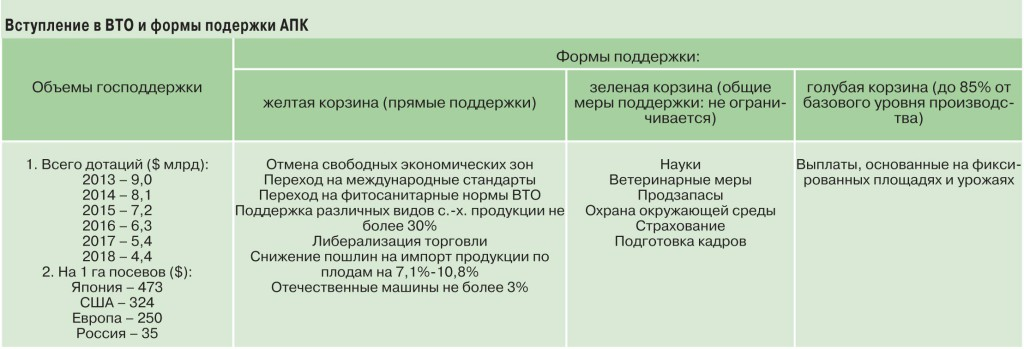 Вступление в ВТО и формы подержки АПК
Объемы господдержки
Формы поддержки:
желтая корзина (прямые поддержки)
зеленая корзина (общие
меры поддержки: не ограни-
чивается)
голубая корзина (до 85% от
базового уровня производс-
тва)
1. Всего дотаций ($ млрд):
2013 – 9,0
2014 – 8,1
2015 – 7,2
2016 – 6,3
2017 – 5,4
2018 – 4,4
2. На 1 га посевов ($):
Япония – 473
США – 324
Европа – 250
Россия – 35
Отмена свободных экономических зон
Переход на международные стандарты
Переход на фитосанитарные нормы ВТО
Поддержка различных видов с.-х. продукции не
более 30%
Либерализация торговли
Снижение пошлин на импорт продукции по
плодам на 7,1%-10,8%
Отечественные машины не более 3%
Науки
Ветеринарные меры
Продзапасы
Охрана окружающей среды
Страхование
Подготовка кадров
Выплаты, основанные на фикси-
рованных площадях и урожаях